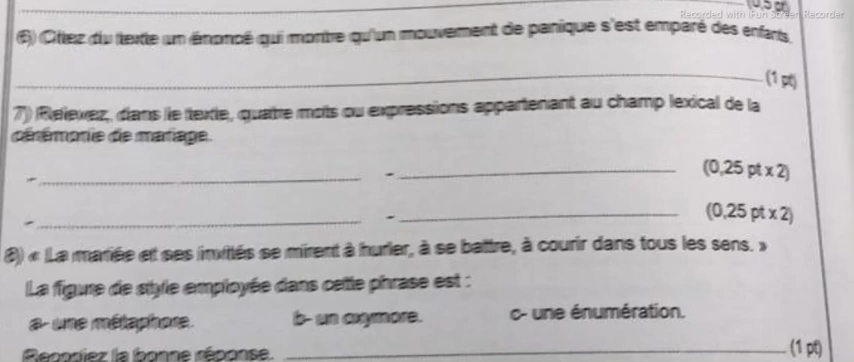 (0,5 pt)
Recorded with iFun Screen Recorder
6) Citez du texte un énoncé qui montre qu'un mouvement de panique s'est emparé des enfants.
(1 pt)
7) Relevez, dans le texte, quatre mots ou expressions appartenant au champ lexical de la
cérémonie de mariage.
- - (0,25 pt x 2)
- - (0,25 pt x 2)
8) « La mariée et ses invités se mirent à hurler, à se battre, à courir dans tous les sens. »
La figure de style employée dans cette phrase est :
a- une métaphore. b- un oxymore. c- une énumération.
Recopiez la bonne réponse. (1 pt)